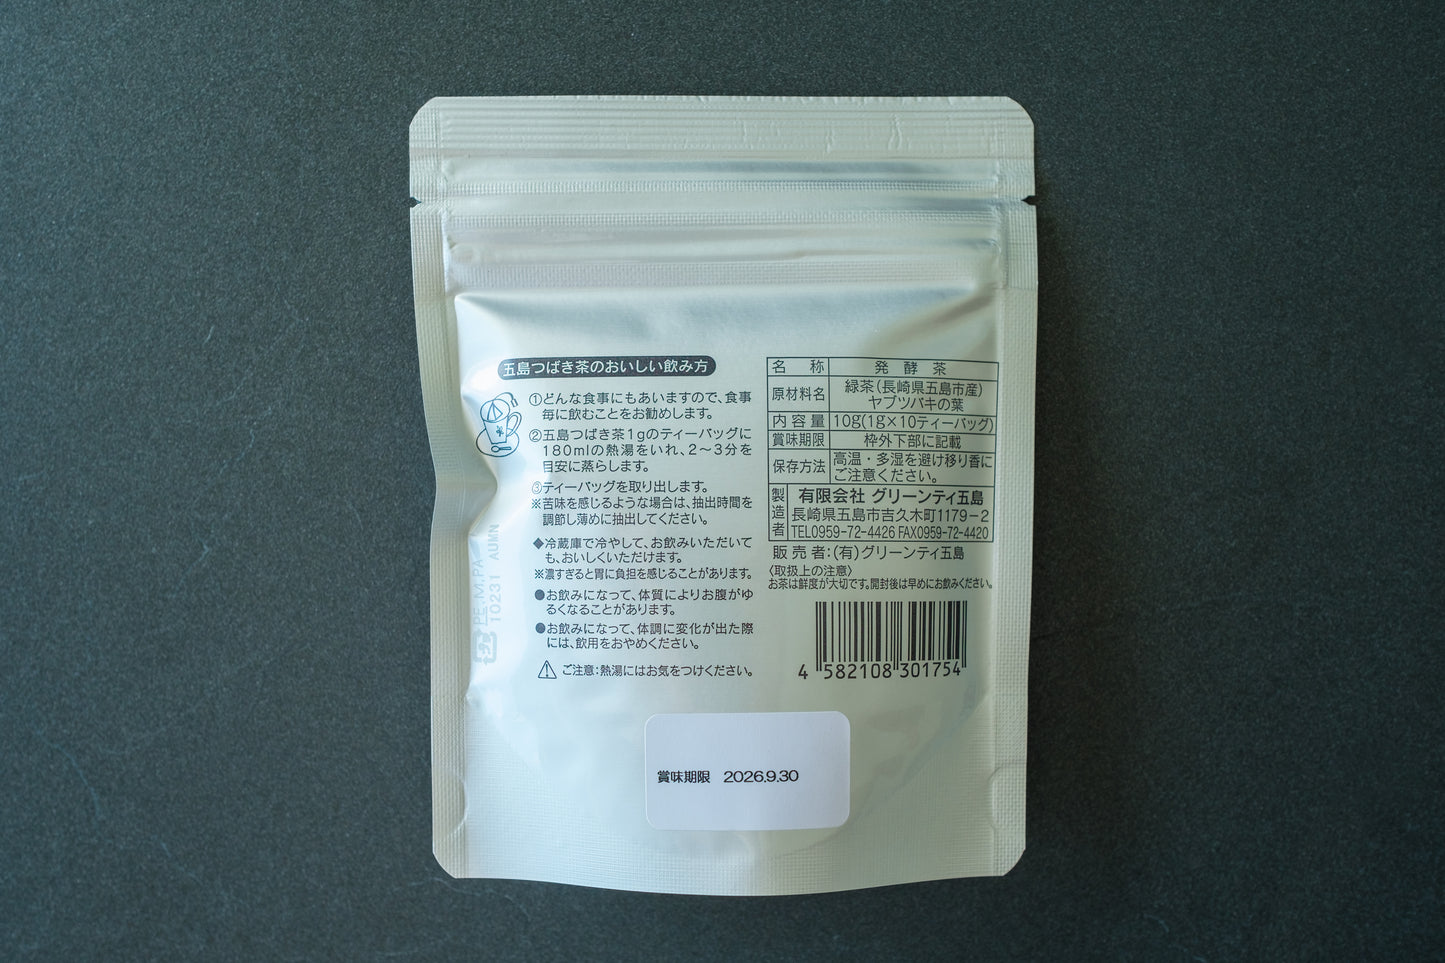 五島つばき茶のおいしい飲み方
①どんな食事にもあいますので、食事
毎に飲むことをお勧めします。
②五島つばき茶1gのティーバッグに
180mlの熱湯をいれ、2～3分を
目安に蒸らします。
③ティーバッグを取り出します。
※苦味を感じるような場合は、抽出時間を
調節し薄めに抽出してください。
◆冷蔵庫で冷やして、お飲みいただいて
も、おいしくいただけます。
※濃すぎると胃に負担を感じることがあります。
●お飲みになって、体質によりお腹がゆ
るくなることがあります。
●お飲みになって、体調に変化が出た際
には、飲用をおやめください。
⚠ ご注意:熱湯にはお気をつけください。
PE-M,PA
10231 AUMN
名称 発酵茶
原材料名 緑茶(長崎県五島市産)
ヤブツバキの葉
内容量 10g(1g×10ティーバッグ)
賞味期限 枠外下部に記載
保存方法 高温・多湿を避け移り香に
ご注意ください。
製造者 有限会社 グリーンティ五島
長崎県五島市吉久木町1179-2
TEL0959-72-4426 FAX0959-72-4420
販売者:(有)グリーンティ五島
〈取扱上の注意〉
お茶は鮮度が大切です。開封後は早めにお飲みください。
4 582108 301754
賞味期限 2026.9.30